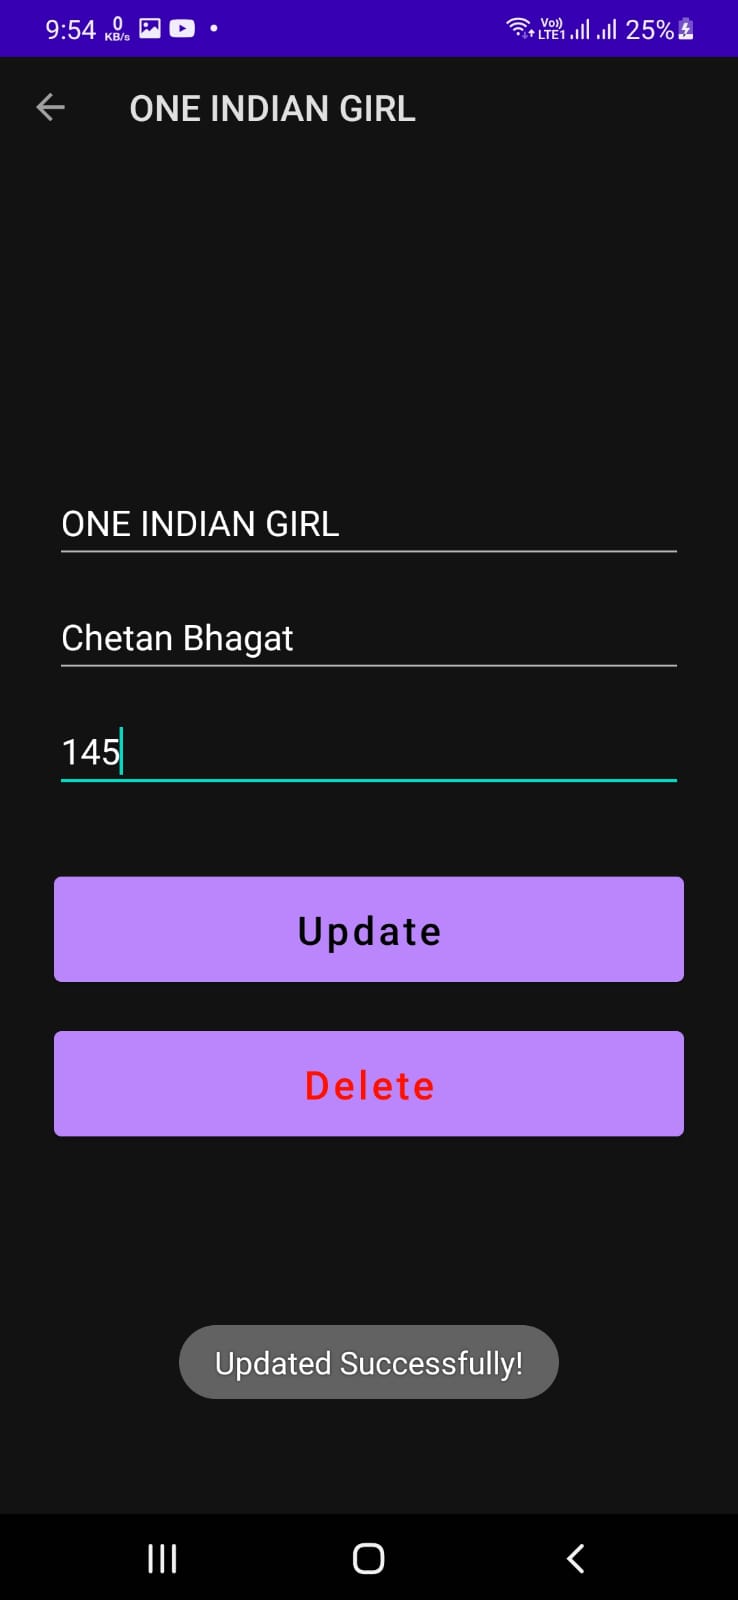 9:54 0 KB/s Vo)) LTE1 25%
ONE INDIAN GIRL
ONE INDIAN GIRL
Chetan Bhagat
145
Update
Delete
Updated Successfully!